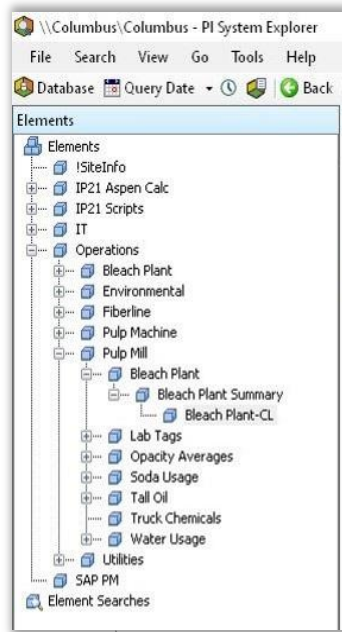 \\Columbus\Columbus - PI System Explorer
File Search View Go Tools Help
Database Query Date Back
Elements
Elements
!SiteInfo
IP21 Aspen Calc
IP21 Scripts
IT
Operations
Bleach Plant
Environmental
Fiberline
Pulp Machine
Pulp Mill
Bleach Plant
Bleach Plant Summary
Bleach Plant-CL
Lab Tags
Opacity Averages
Soda Usage
Tall Oil
Truck Chemicals
Water Usage
Utilities
SAP PM
Element Searches